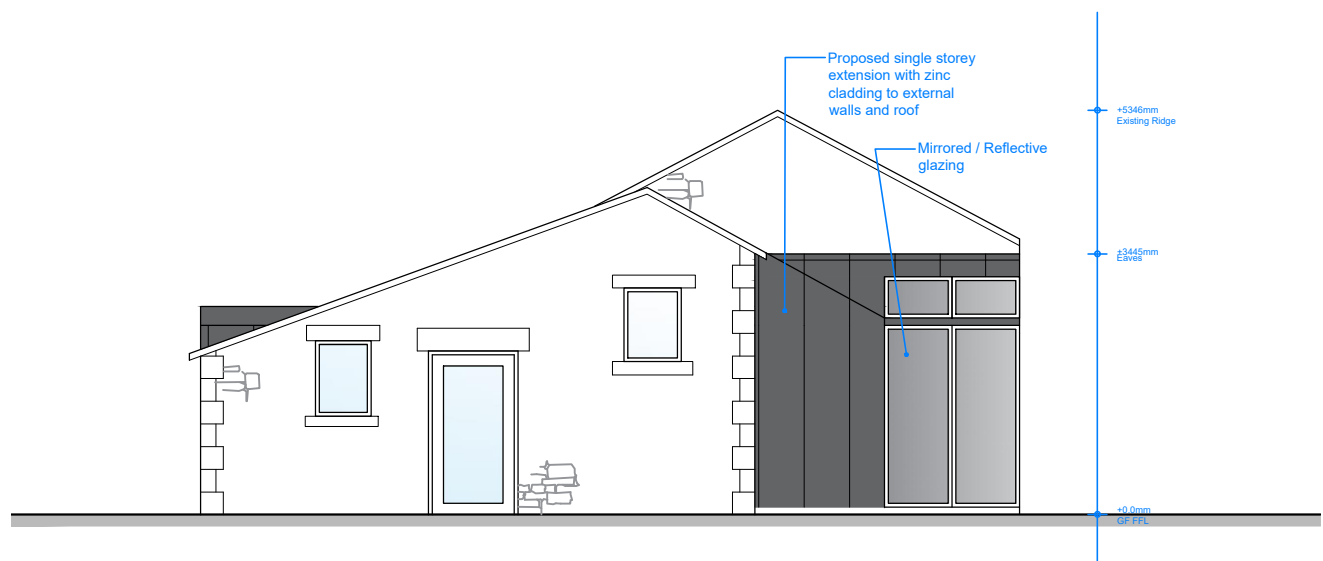 Proposed single storey
extension with zinc
cladding to external
walls and roof
+5346mm
Existing Ridge
Mirrored / Reflective
glazing
±3445mm
Eaves
+0.0mm
GF FFL